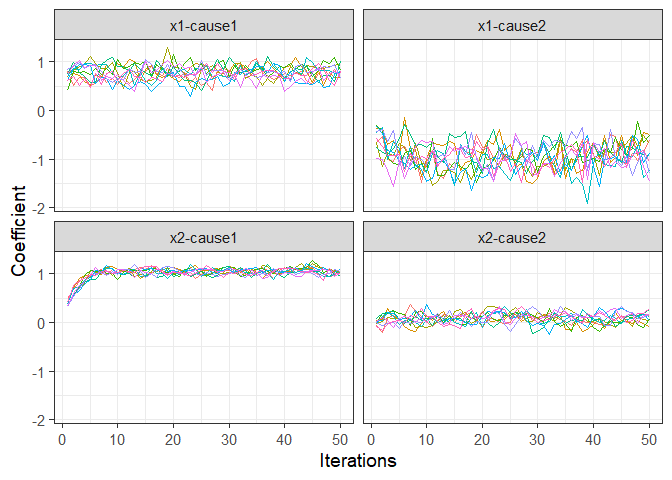 x1-cause1
x1-cause2
1
0
-1
-2
Coefficient
x2-cause1
x2-cause2
1
0
-1
-2
0 10 20 30 40 50
0 10 20 30 40 50
Iterations